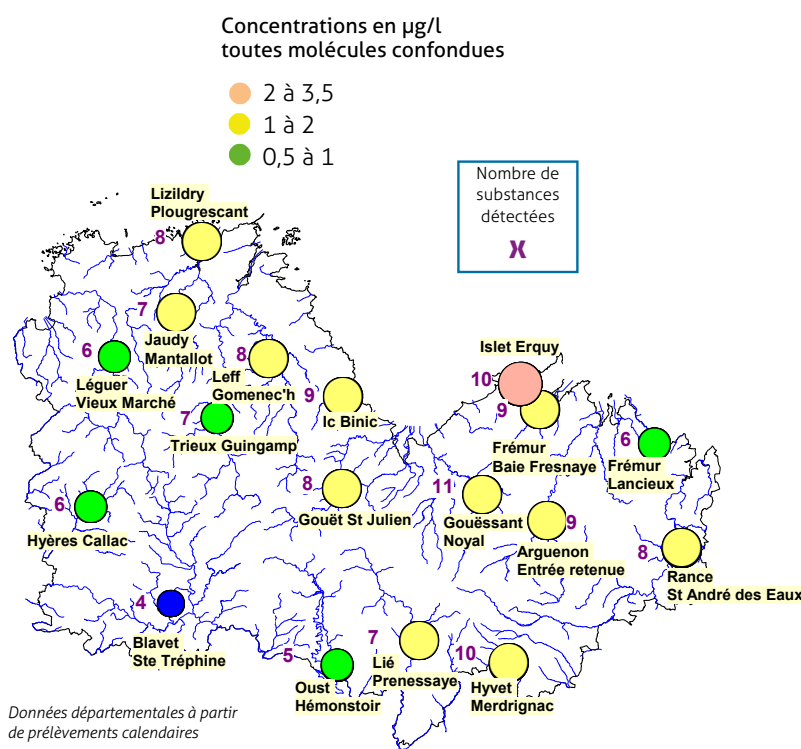 Concentrations en µg/l
toutes molécules confondues
2 à 3,5
1 à 2
0,5 à 1
Nombre de
substances
détectées
X
Lizildry
Plougrescant
8
7
Jaudy
Mantallot
6
Léguer
Vieux Marché
8
Leff
Gomenec'h
9
Ic Binic
7
Trieux Guingamp
Islet Erquy
10
9
Frémur
Baie Fresnaye
6
Frémur
Lancieux
6
Hyères Callac
8
Gouët St Julien
11
Gouëssant
Noyal
9
Arguenon
Entrée retenue
8
Rance
St André des Eaux
4
Blavet
Ste Tréphine
5
Oust
Hémonstoir
7
Lié
Prenessaye
10
Hyvet
Merdrignac
Données départementales à partir
de prélèvements calendaires